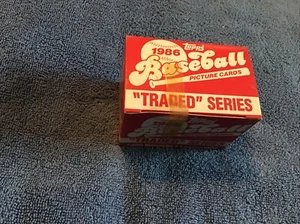 Topps
1986
Baseball
PICTURE CARDS
"TRADED" SERIES